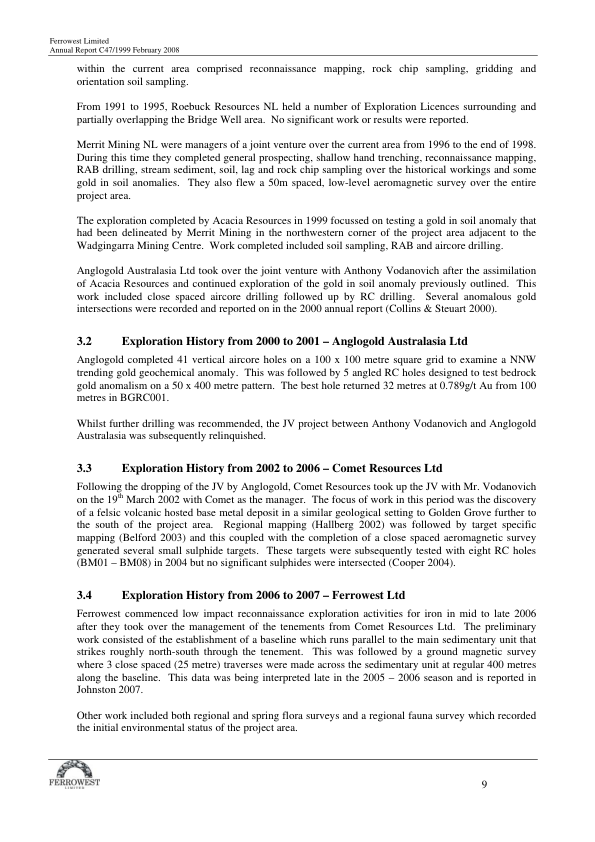 Ferrowest Limited
Annual Report C47/1999 February 2008
within the current area comprised reconnaissance mapping, rock chip sampling, gridding and
orientation soil sampling.
From 1991 to 1995, Roebuck Resources NL held a number of Exploration Licences surrounding and
partially overlapping the Bridge Well area. No significant work or results were reported.
Merrit Mining NL were managers of a joint venture over the current area from 1996 to the end of 1998.
During this time they completed general prospecting, shallow hand trenching, reconnaissance mapping,
RAB drilling, stream sediment, soil, lag and rock chip sampling over the historical workings and some
gold in soil anomalies. They also flew a 50m spaced, low-level aeromagnetic survey over the entire
project area.
The exploration completed by Acacia Resources in 1999 focussed on testing a gold in soil anomaly that
had been delineated by Merrit Mining in the northwestern corner of the project area adjacent to the
Wadgingarra Mining Centre. Work completed included soil sampling, RAB and aircore drilling.
Anglogold Australasia Ltd took over the joint venture with Anthony Vodanovich after the assimilation
of Acacia Resources and continued exploration of the gold in soil anomaly previously outlined. This
work included close spaced aircore drilling followed up by RC drilling. Several anomalous gold
intersections were recorded and reported on in the 2000 annual report (Collins & Steuart 2000).
3.2 Exploration History from 2000 to 2001 – Anglogold Australasia Ltd
Anglogold completed 41 vertical aircore holes on a 100 x 100 metre square grid to examine a NNW
trending gold geochemical anomaly. This was followed by 5 angled RC holes designed to test bedrock
gold anomalism on a 50 x 400 metre pattern. The best hole returned 32 metres at 0.789g/t Au from 100
metres in BGRC001.
Whilst further drilling was recommended, the JV project between Anthony Vodanovich and Anglogold
Australasia was subsequently relinquished.
3.3 Exploration History from 2002 to 2006 – Comet Resources Ltd
Following the dropping of the JV by Anglogold, Comet Resources took up the JV with Mr. Vodanovich
on the 19th March 2002 with Comet as the manager. The focus of work in this period was the discovery
of a felsic volcanic hosted base metal deposit in a similar geological setting to Golden Grove further to
the south of the project area. Regional mapping (Hallberg 2002) was followed by target specific
mapping (Belford 2003) and this coupled with the completion of a close spaced aeromagnetic survey
generated several small sulphide targets. These targets were subsequently tested with eight RC holes
(BM01 – BM08) in 2004 but no significant sulphides were intersected (Cooper 2004).
3.4 Exploration History from 2006 to 2007 – Ferrowest Ltd
Ferrowest commenced low impact reconnaissance exploration activities for iron in mid to late 2006
after they took over the management of the tenements from Comet Resources Ltd. The preliminary
work consisted of the establishment of a baseline which runs parallel to the main sedimentary unit that
strikes roughly north-south through the tenement. This was followed by a ground magnetic survey
where 3 close spaced (25 metre) traverses were made across the sedimentary unit at regular 400 metres
along the baseline. This data was being interpreted late in the 2005 – 2006 season and is reported in
Johnston 2007.
Other work included both regional and spring flora surveys and a regional fauna survey which recorded
the initial environmental status of the project area.
FERROWEST
LIMITED
9